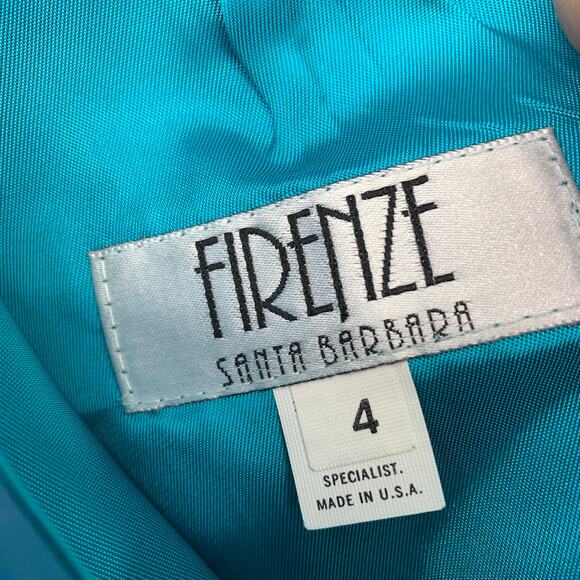 FIRENZE
SANTA BARBARA
4
SPECIALIST.
MADE IN U.S.A.